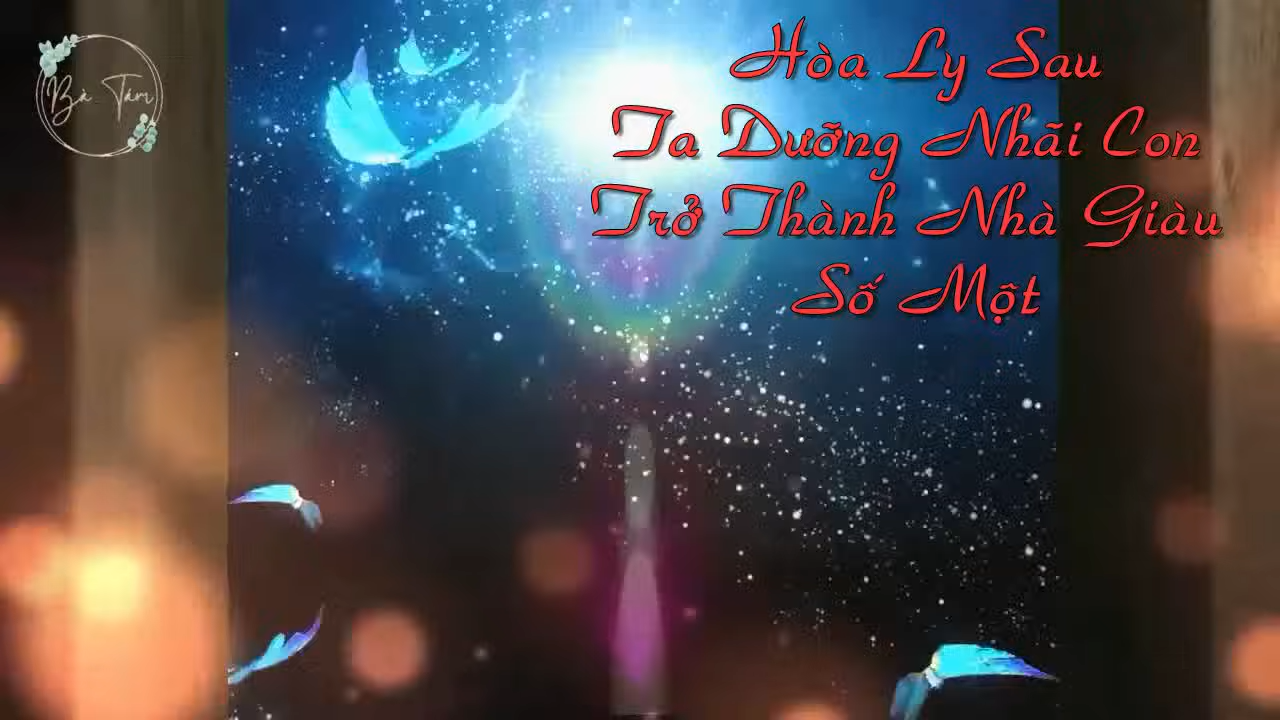 Bà Tám
Hòa Ly Sau
Ta Dưỡng Nhãi Con
Trở Thành Nhà Giàu
Số Một